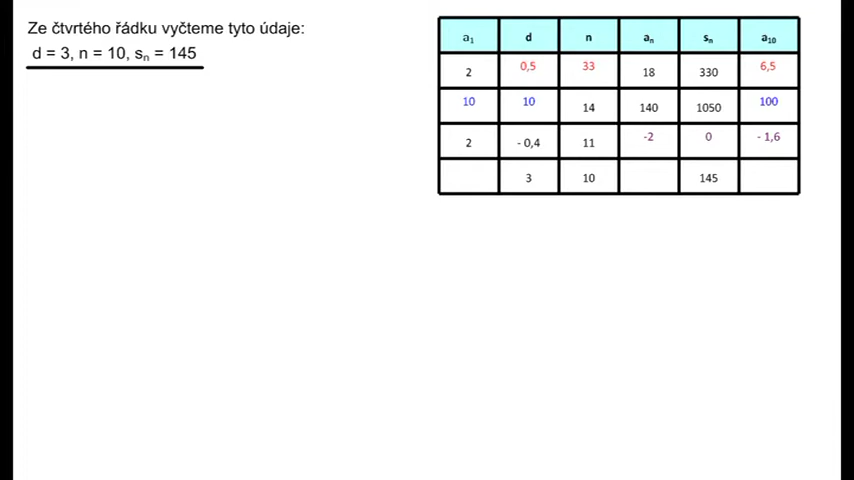 Ze čtvrtého řádku vyčteme tyto údaje:
d = 3, n = 10, sₙ = 145
a₁ d n aₙ sₙ a₁₀
2 0,5 33 18 330 6,5
10 10 14 140 1050 100
2 - 0,4 11 -2 0 - 1,6
3 10 145